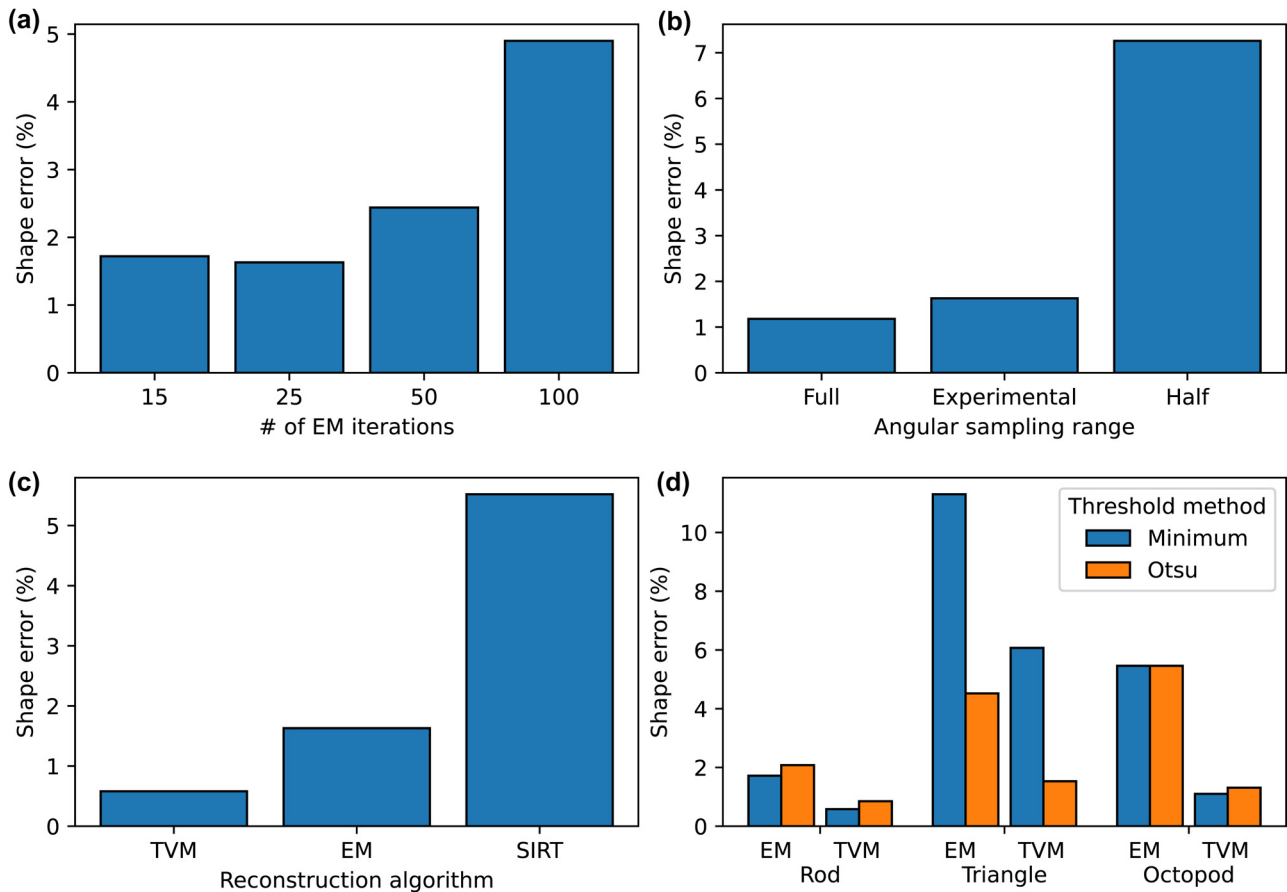 (a)
Shape error (%)
5
4
3
2
1
0
15 25 50 100
# of EM iterations
(b)
Shape error (%)
7
6
5
4
3
2
1
0
Full Experimental Half
Angular sampling range
(c)
Shape error (%)
5
4
3
2
1
0
TVM EM SIRT
Reconstruction algorithm
(d)
Shape error (%)
10
8
6
4
2
0
Threshold method
Minimum
Otsu
EM TVM EM TVM EM TVM
Rod Triangle Octopod